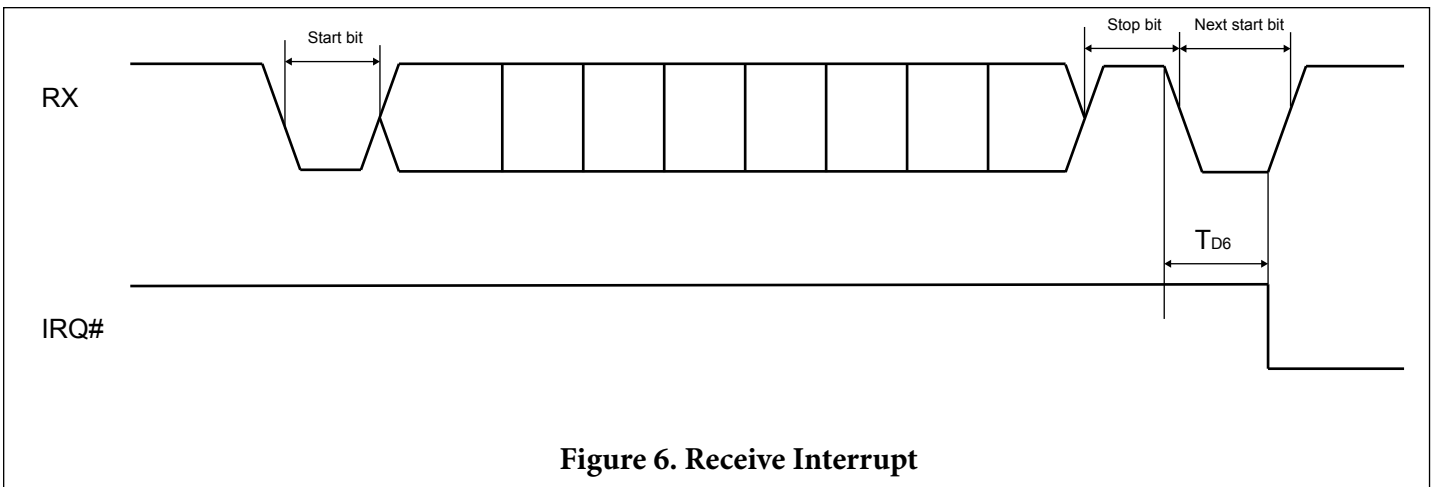 Start bit
Stop bit
Next start bit
RX
TD6
IRQ#
Figure 6. Receive Interrupt